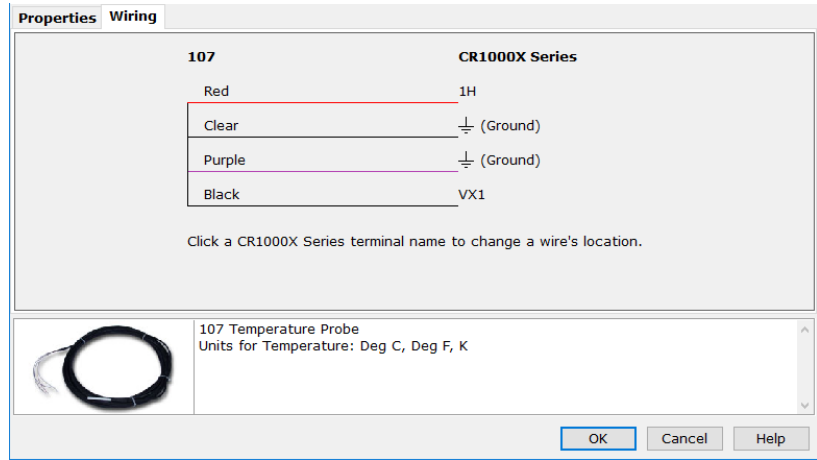 Properties Wiring
107 CR1000X Series
Red 1H
Clear ⏚ (Ground)
Purple ⏚ (Ground)
Black VX1
Click a CR1000X Series terminal name to change a wire's location.
107 Temperature Probe
Units for Temperature: Deg C, Deg F, K
OK Cancel Help